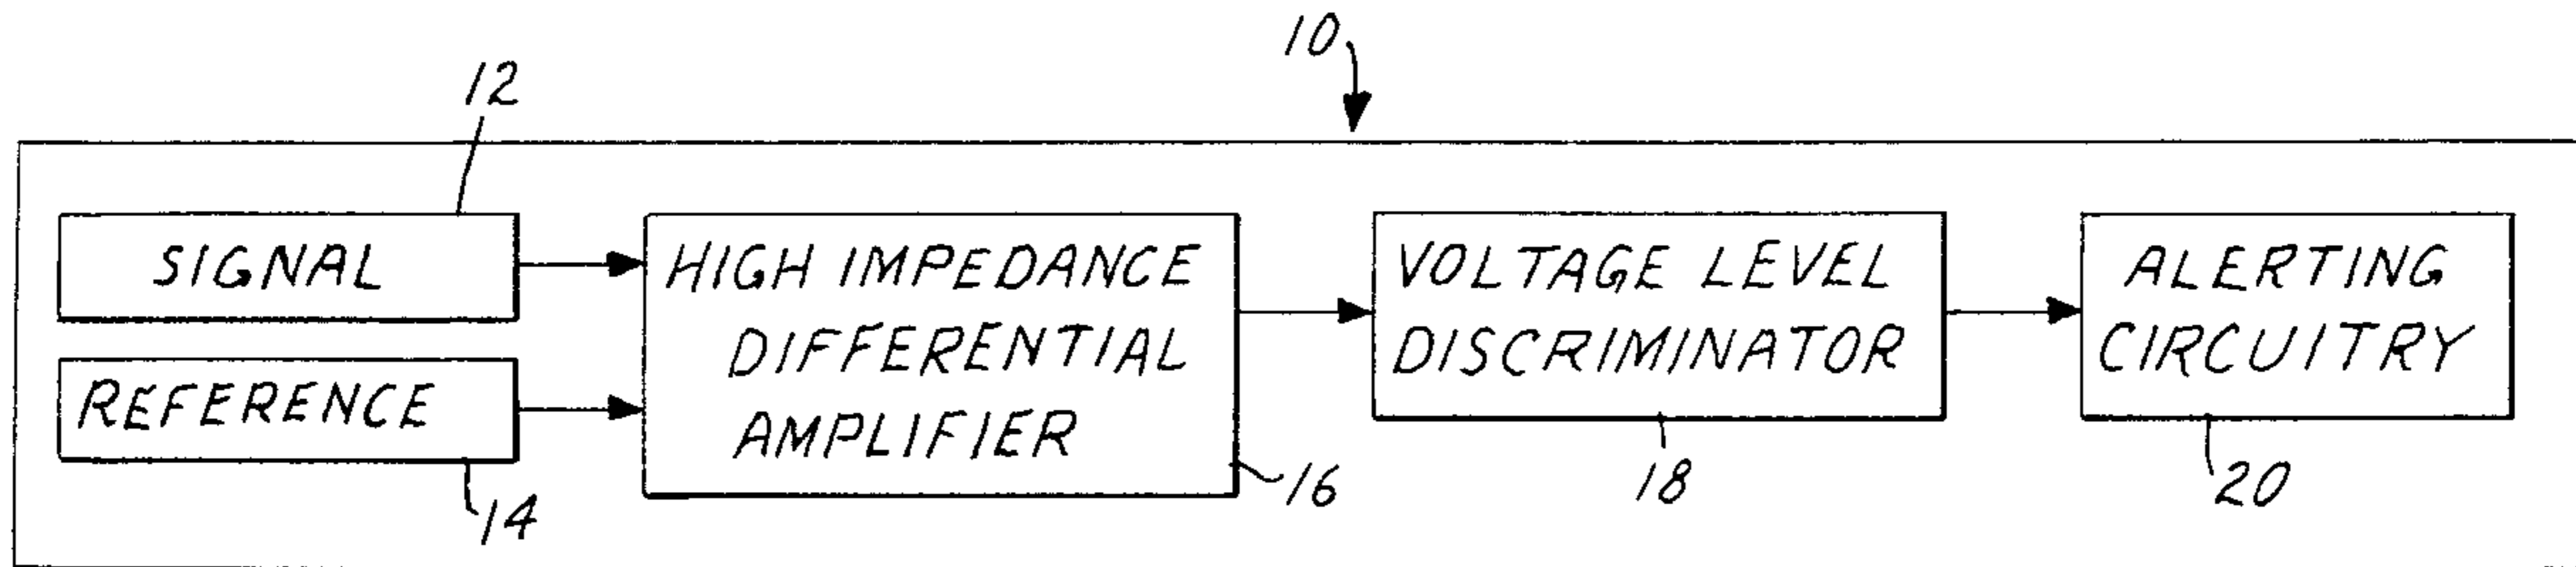 10
12
SIGNAL
REFERENCE
14
HIGH IMPEDANCE
DIFFERENTIAL
AMPLIFIER
16
VOLTAGE LEVEL
DISCRIMINATOR
18
ALERTING
CIRCUITRY
20